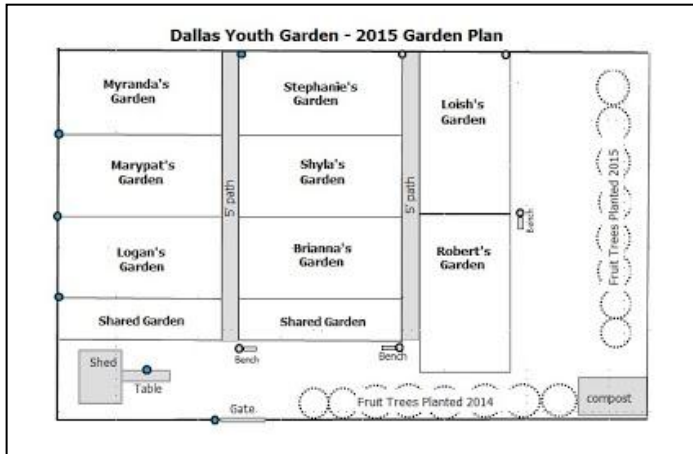 Dallas Youth Garden - 2015 Garden Plan
Myranda's
Garden
Stephanie's
Garden
Loish's
Garden
Marypat's
Garden
Shyla's
Garden
5' path
5' path
Fruit Trees Planted 2015
Logan's
Garden
Brianna's
Garden
Robert's
Garden
Bench
Shared Garden
Shared Garden
Shed
Table
Bench
Bench
Gate
Fruit Trees Planted 2014
compost